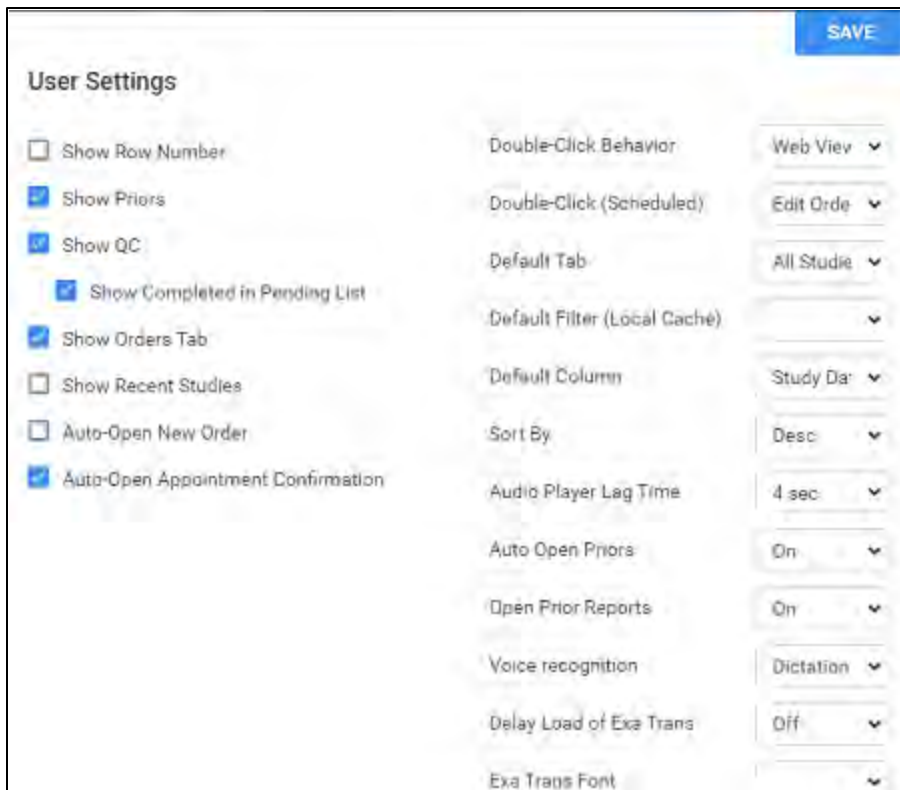 SAVE
User Settings
Show Row Number
Show Priors
Show QC
Show Completed in Pending List
Show Orders Tab
Show Recent Studies
Auto-Open New Order
Auto-Open Appointment Confirmation
Double-Click Behavior Web Viev
Double-Click (Scheduled) Edit Orde
Default Tab All Studie
Default Filter (Local Cache)
Default Column Study Da
Sort By Desc
Audio Player Lag Time 4 sec
Auto Open Priors On
Open Prior Reports On
Voice recognition Dictation
Delay Load of Exa Trans Off
Exa Trans Font